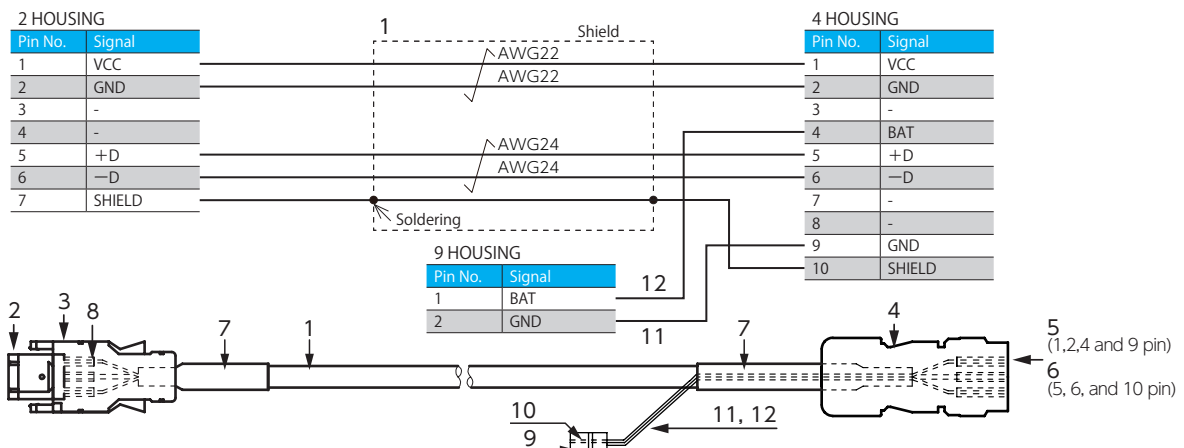 2 HOUSING
Pin No. Signal
1 VCC
2 GND
3 -
4 -
5 +D
6 —D
7 SHIELD
1
Shield
AWG22
AWG22
AWG24
AWG24
Soldering
4 HOUSING
Pin No. Signal
1 VCC
2 GND
3 -
4 BAT
5 +D
6 —D
7 -
8 -
9 GND
10 SHIELD
9 HOUSING
Pin No. Signal
1 BAT
2 GND
12
11
2 3 8 7 1 7 4
5
(1,2,4 and 9 pin)
6
(5, 6, and 10 pin)
10
9
11, 12